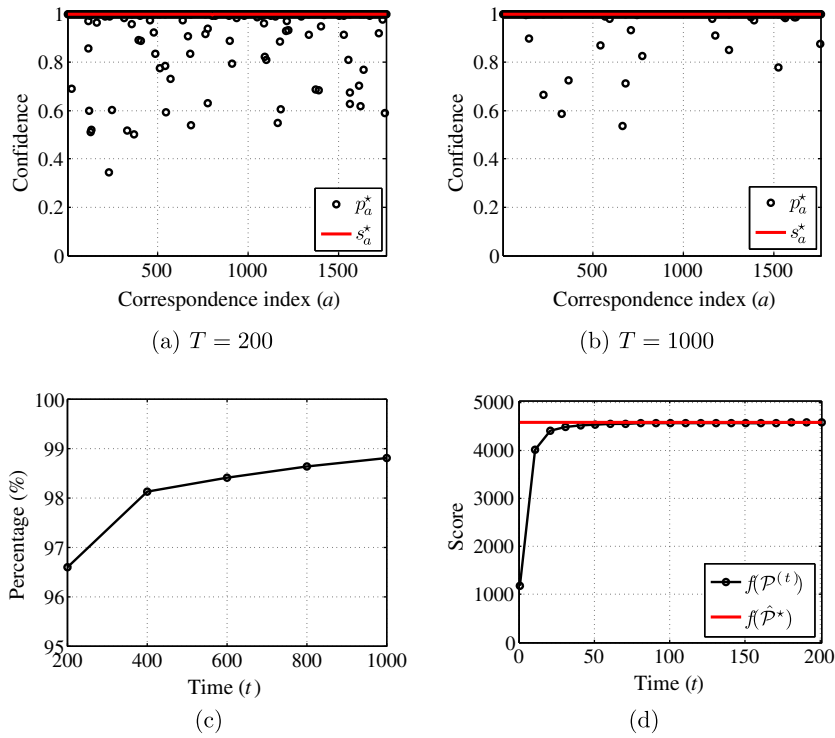 1
0.8
0.6
0.4
0.2
0
Confidence
500
1000
1500
Correspondence index (a)
p⋆a
s⋆a
(a) T = 200
1
0.8
0.6
0.4
0.2
0
Confidence
500
1000
1500
Correspondence index (a)
p⋆a
s⋆a
(b) T = 1000
100
99
98
97
96
95
Percentage (%)
200
400
600
800
1000
Time (t)
(c)
5000
4000
3000
2000
1000
0
Score
0
50
100
150
200
Time (t)
f(𝒫(t))
f(𝒫̂⋆)
(d)